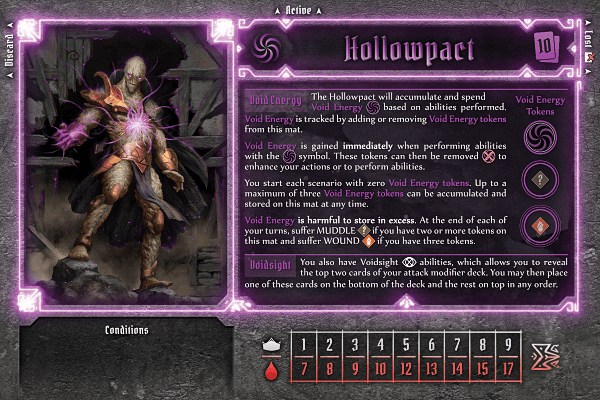 Active
Discard
Lost
Hollowpact
10
Void Energy The Hollowpact will accumulate and spend
Void Energy based on abilities performed.
Void Energy is tracked by adding or removing Void Energy tokens
from this mat.
Void Energy is gained immediately when performing abilities
with the symbol. These tokens can then be removed to
enhance your actions or to perform abilities.
You start each scenario with zero Void Energy tokens. Up to a
maximum of three Void Energy tokens can be accumulated and
stored on this mat at any time.
Void Energy is harmful to store in excess. At the end of each of
your turns, suffer MUDDLE ? if you have two or more tokens on
this mat and suffer WOUND if you have three tokens.
Void Energy
Tokens
?
Voidsight You also have Voidsight abilities, which allows you to reveal
the top two cards of your attack modifier deck. You may then place
one of these cards on the bottom of the deck and the rest on top in any order.
Conditions
1 2 3 4 5 6 7 8 9
7 8 9 10 12 13 14 15 17